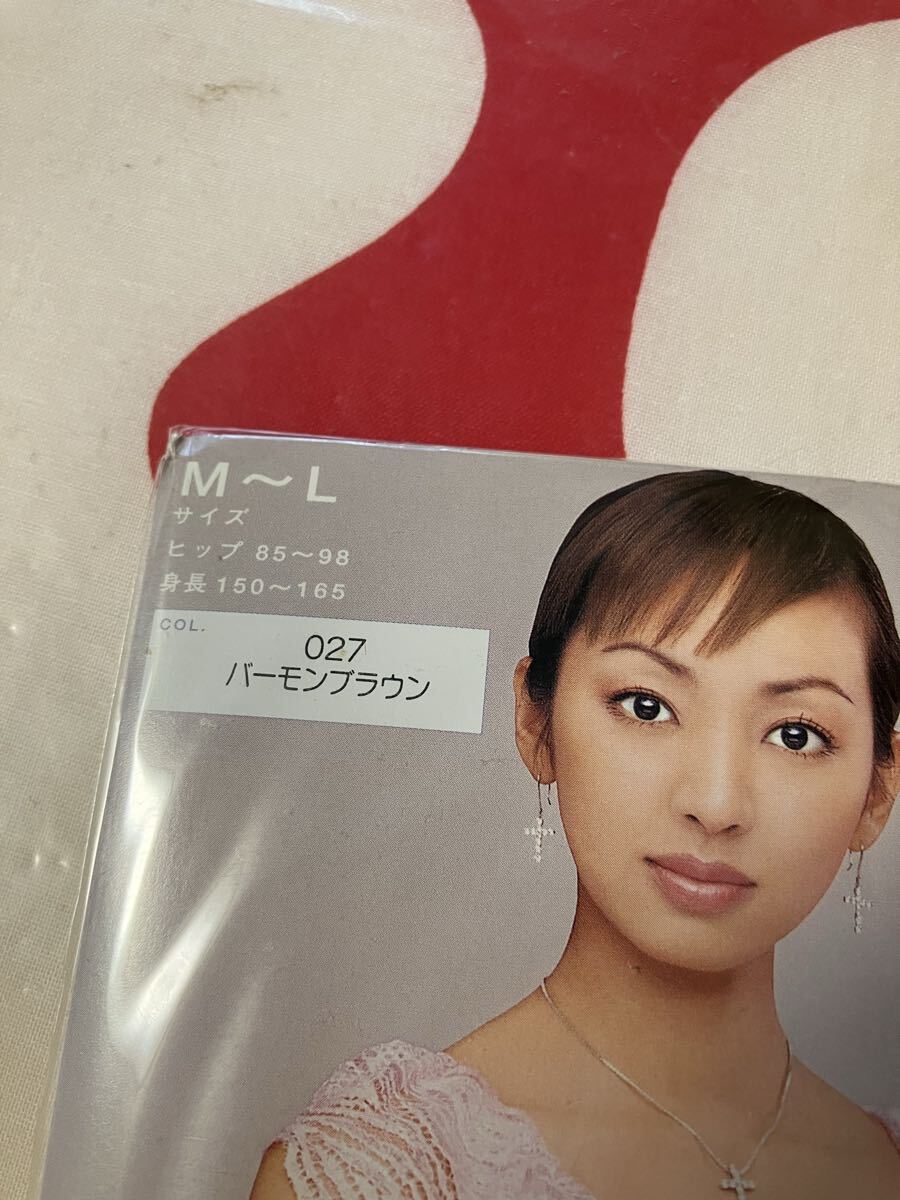 M～L
サイズ
ヒップ 85～98
身長 150～165
COL.
027
バーモンブラウン